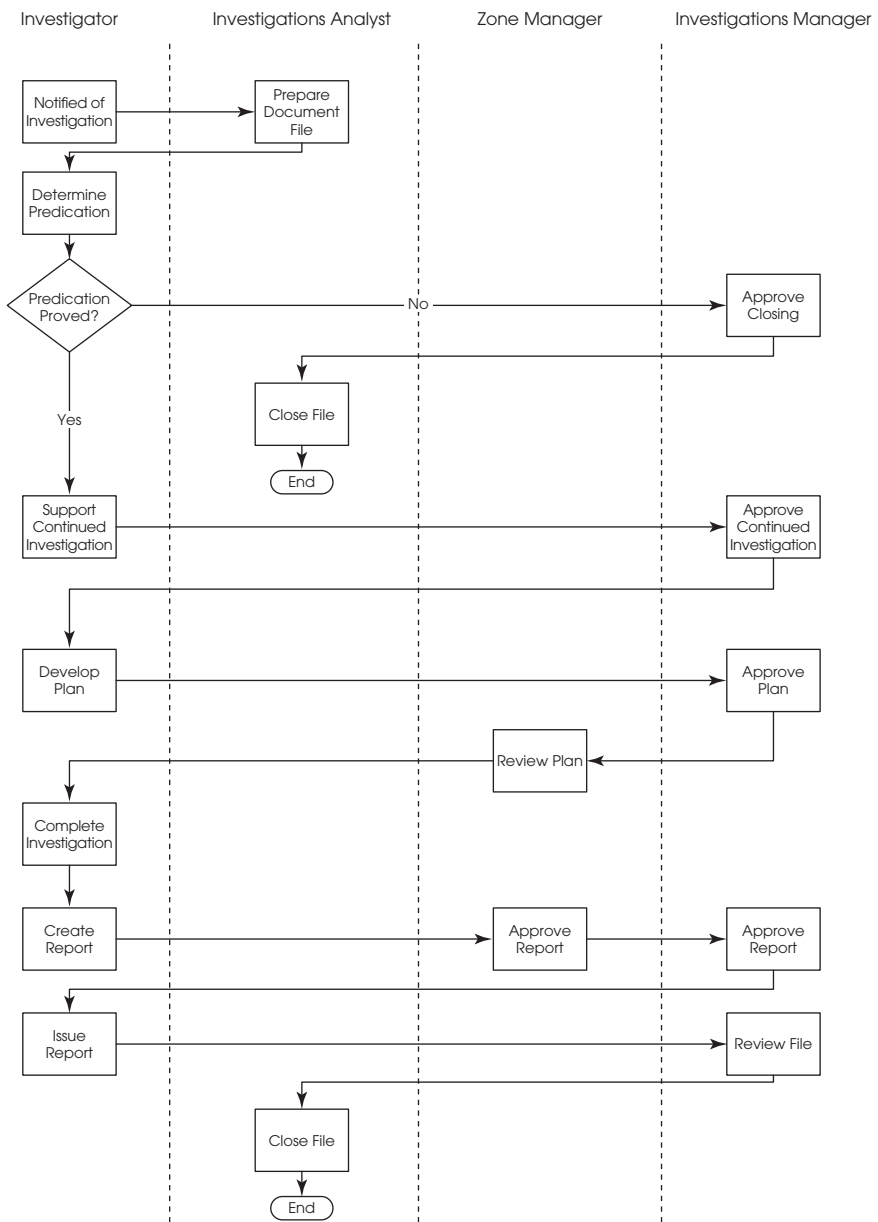 Investigator
Investigations Analyst
Zone Manager
Investigations Manager
Notified of
Investigation
Prepare
Document
File
Determine
Predication
Predication
Proved?
No
Approve
Closing
Close File
End
Yes
Support
Continued
Investigation
Approve
Continued
Investigation
Develop
Plan
Approve
Plan
Review Plan
Complete
Investigation
Create
Report
Approve
Report
Approve
Report
Issue
Report
Review File
Close File
End